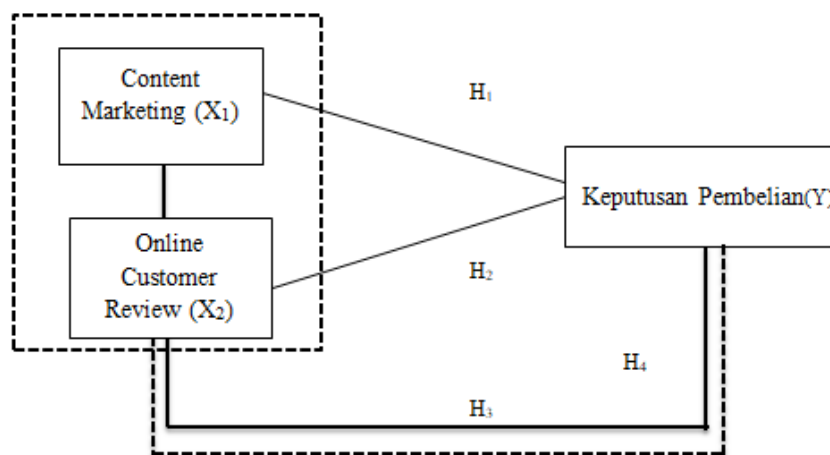 Content
Marketing (X₁)
H₁
Keputusan Pembelian(Y)
Online
Customer
Review (X₂)
H₂
H₄
H₃